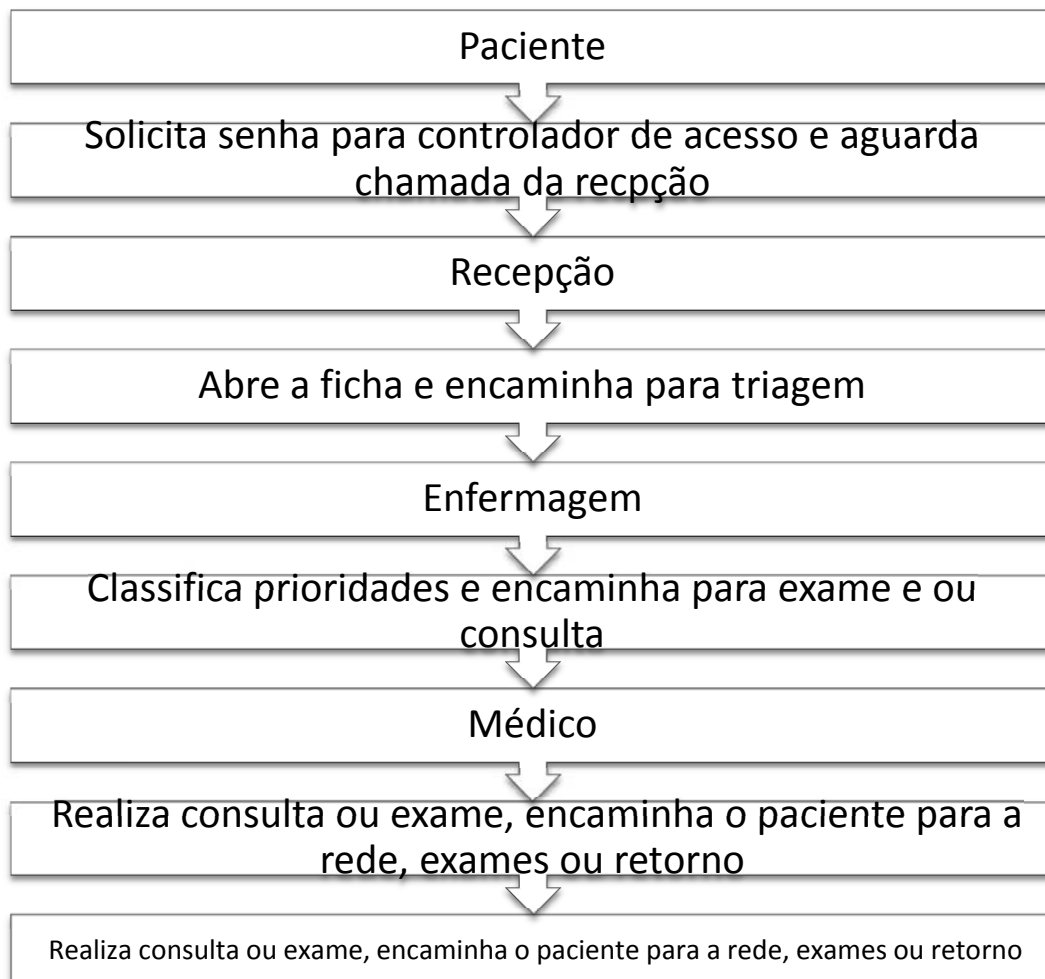 Paciente
Solicita senha para controlador de acesso e aguarda
chamada da recpção
Recepção
Abre a ficha e encaminha para triagem
Enfermagem
Classifica prioridades e encaminha para exame e ou
consulta
Médico
Realiza consulta ou exame, encaminha o paciente para a
rede, exames ou retorno
Realiza consulta ou exame, encaminha o paciente para a rede, exames ou retorno